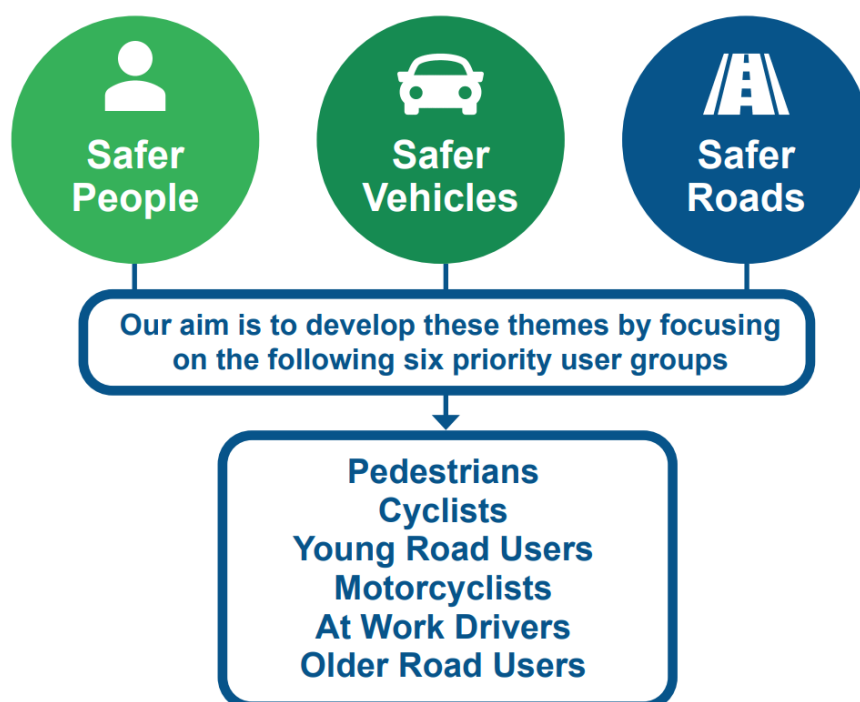 Safer
People
Safer
Vehicles
Safer
Roads
Our aim is to develop these themes by focusing
on the following six priority user groups
Pedestrians
Cyclists
Young Road Users
Motorcyclists
At Work Drivers
Older Road Users